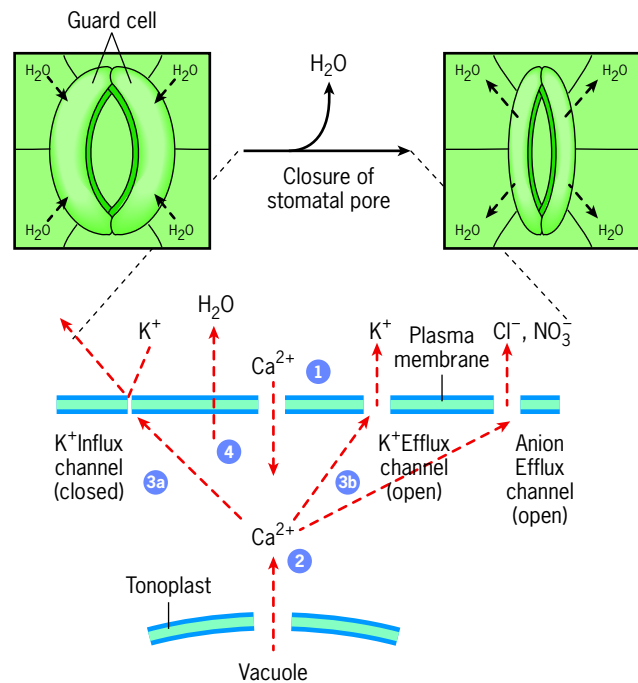 Guard cell
H₂O
H₂O
H₂O
H₂O
H₂O
Closure of
stomatal pore
H₂O
H₂O
H₂O
H₂O
K⁺
H₂O
Ca²⁺
1
K⁺
Plasma
membrane
Cl⁻, NO₃⁻
K⁺Influx
channel
(closed)
3a
4
3b
K⁺Efflux
channel
(open)
Anion
Efflux
channel
(open)
Ca²⁺
2
Tonoplast
Vacuole